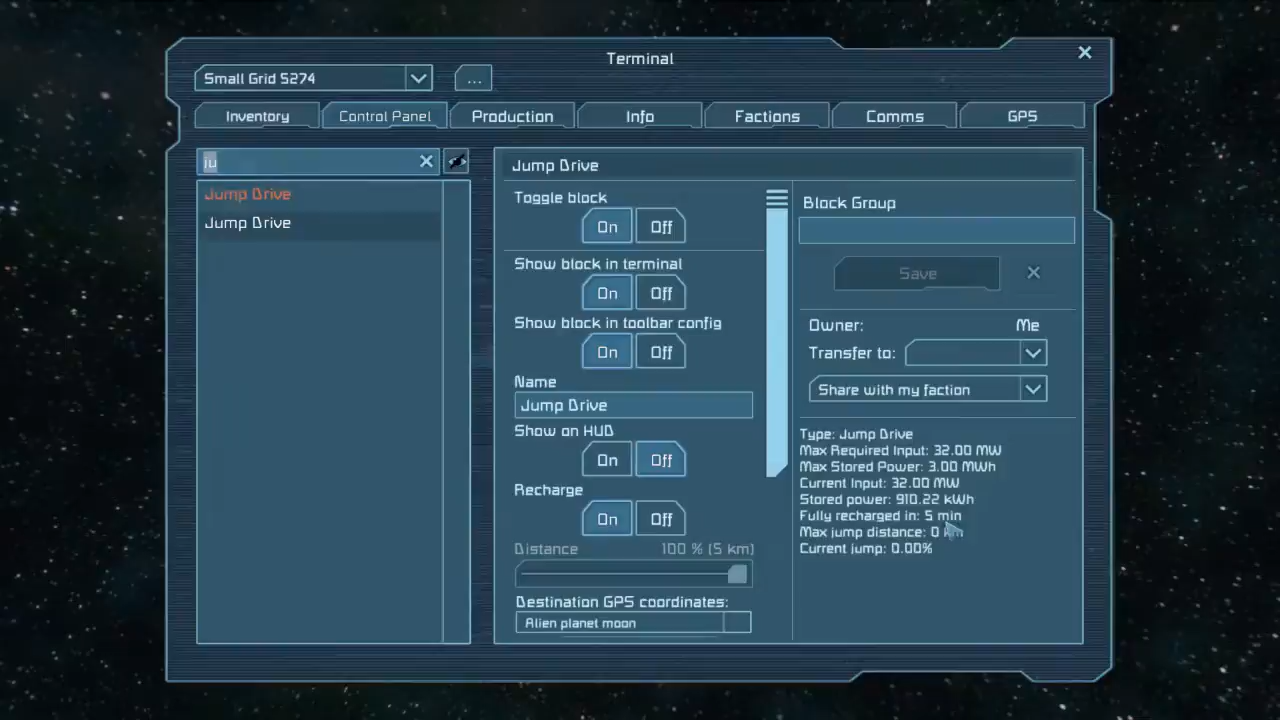 Terminal
Small Grid 5274
...
Inventory
Control Panel
Production
Info
Factions
Comms
GPS
ju
Jump Drive
Jump Drive
Jump Drive
Toggle block
On Off
Show block in terminal
On Off
Show block in toolbar config
On Off
Name
Jump Drive
Show on HUD
On Off
Recharge
On Off
Distance 100 % (5 km)
Destination GPS coordinates:
Alien planet moon
Block Group
Save
Owner: Me
Transfer to:
Share with my faction
Type: Jump Drive
Max Required Input: 32.00 MW
Max Stored Power: 3.00 MWh
Current Input: 32.00 MW
Stored power: 910.22 kWh
Fully recharged in: 5 min
Max jump distance: 0 km
Current jump: 0.00%